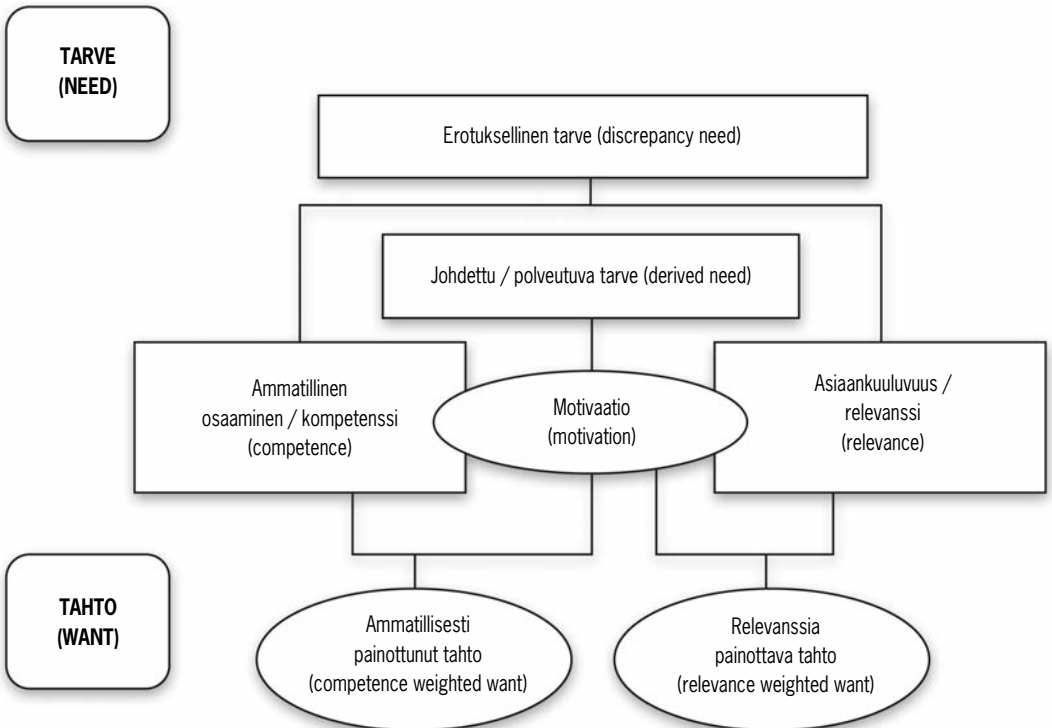 TARVE
(NEED)
Erotuksellinen tarve (discrepancy need)
Johdettu / polveutuva tarve (derived need)
Ammatillinen
osaaminen / kompetenssi
(competence)
Motivaatio
(motivation)
Asiaankuuluvuus /
relevanssi
(relevance)
TAHTO
(WANT)
Ammatillisesti
painottunut tahto
(competence weighted want)
Relevanssia
painottava tahto
(relevance weighted want)